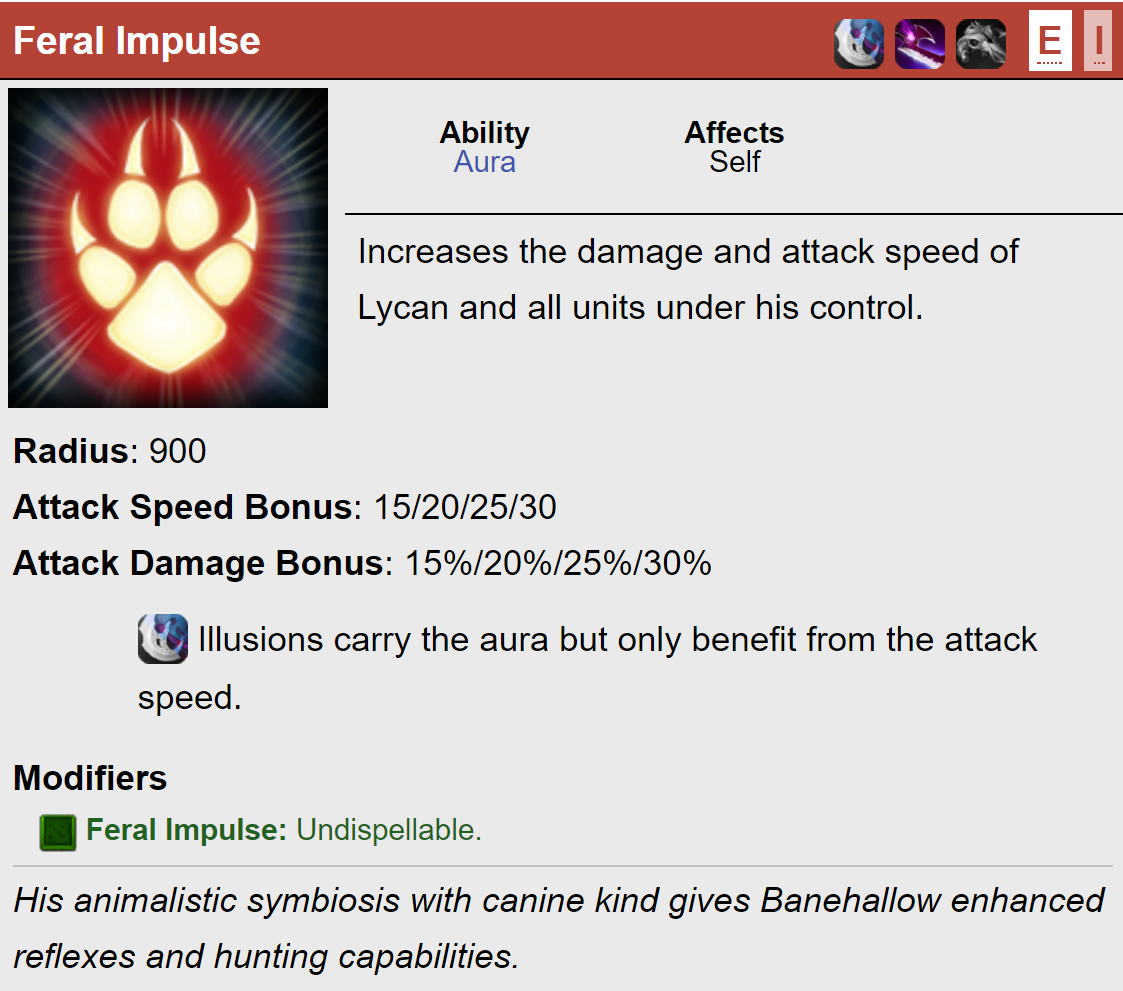 Feral Impulse
E I
Ability Affects
Aura Self
Increases the damage and attack speed of
Lycan and all units under his control.
Radius: 900
Attack Speed Bonus: 15/20/25/30
Attack Damage Bonus: 15%/20%/25%/30%
Illusions carry the aura but only benefit from the attack
speed.
Modifiers
Feral Impulse: Undispellable.
His animalistic symbiosis with canine kind gives Banehallow enhanced
reflexes and hunting capabilities.